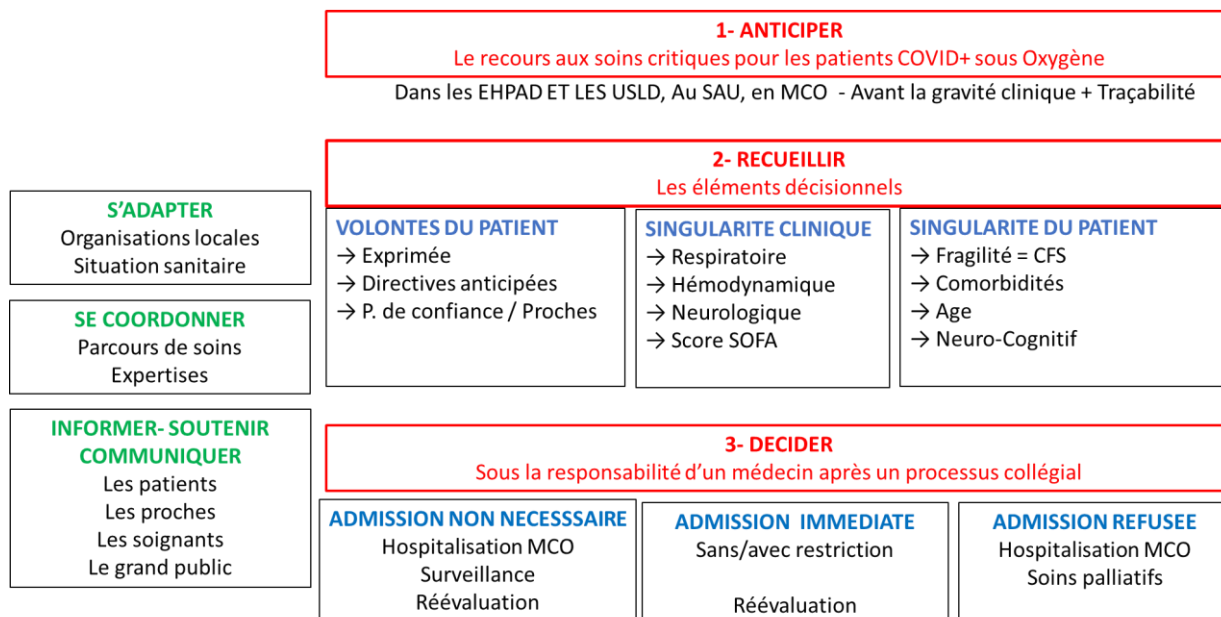 1- ANTICIPER
Le recours aux soins critiques pour les patients COVID+ sous Oxygène
Dans les EHPAD ET LES USLD, Au SAU, en MCO - Avant la gravité clinique + Traçabilité
2- RECUEILLIR
Les éléments décisionnels
S'ADAPTER
Organisations locales
Situation sanitaire
SE COORDONNER
Parcours de soins
Expertises
INFORMER- SOUTENIR
COMMUNIQUER
Les patients
Les proches
Les soignants
Le grand public
VOLONTES DU PATIENT
→ Exprimée
→ Directives anticipées
→ P. de confiance / Proches
SINGULARITE CLINIQUE
→ Respiratoire
→ Hémodynamique
→ Neurologique
→ Score SOFA
SINGULARITE DU PATIENT
→ Fragilité = CFS
→ Comorbidités
→ Age
→ Neuro-Cognitif
3- DECIDER
Sous la responsabilité d'un médecin après un processus collégial
ADMISSION NON NECESSSAIRE
Hospitalisation MCO
Surveillance
Réévaluation
ADMISSION IMMEDIATE
Sans/avec restriction
Réévaluation
ADMISSION REFUSEE
Hospitalisation MCO
Soins palliatifs